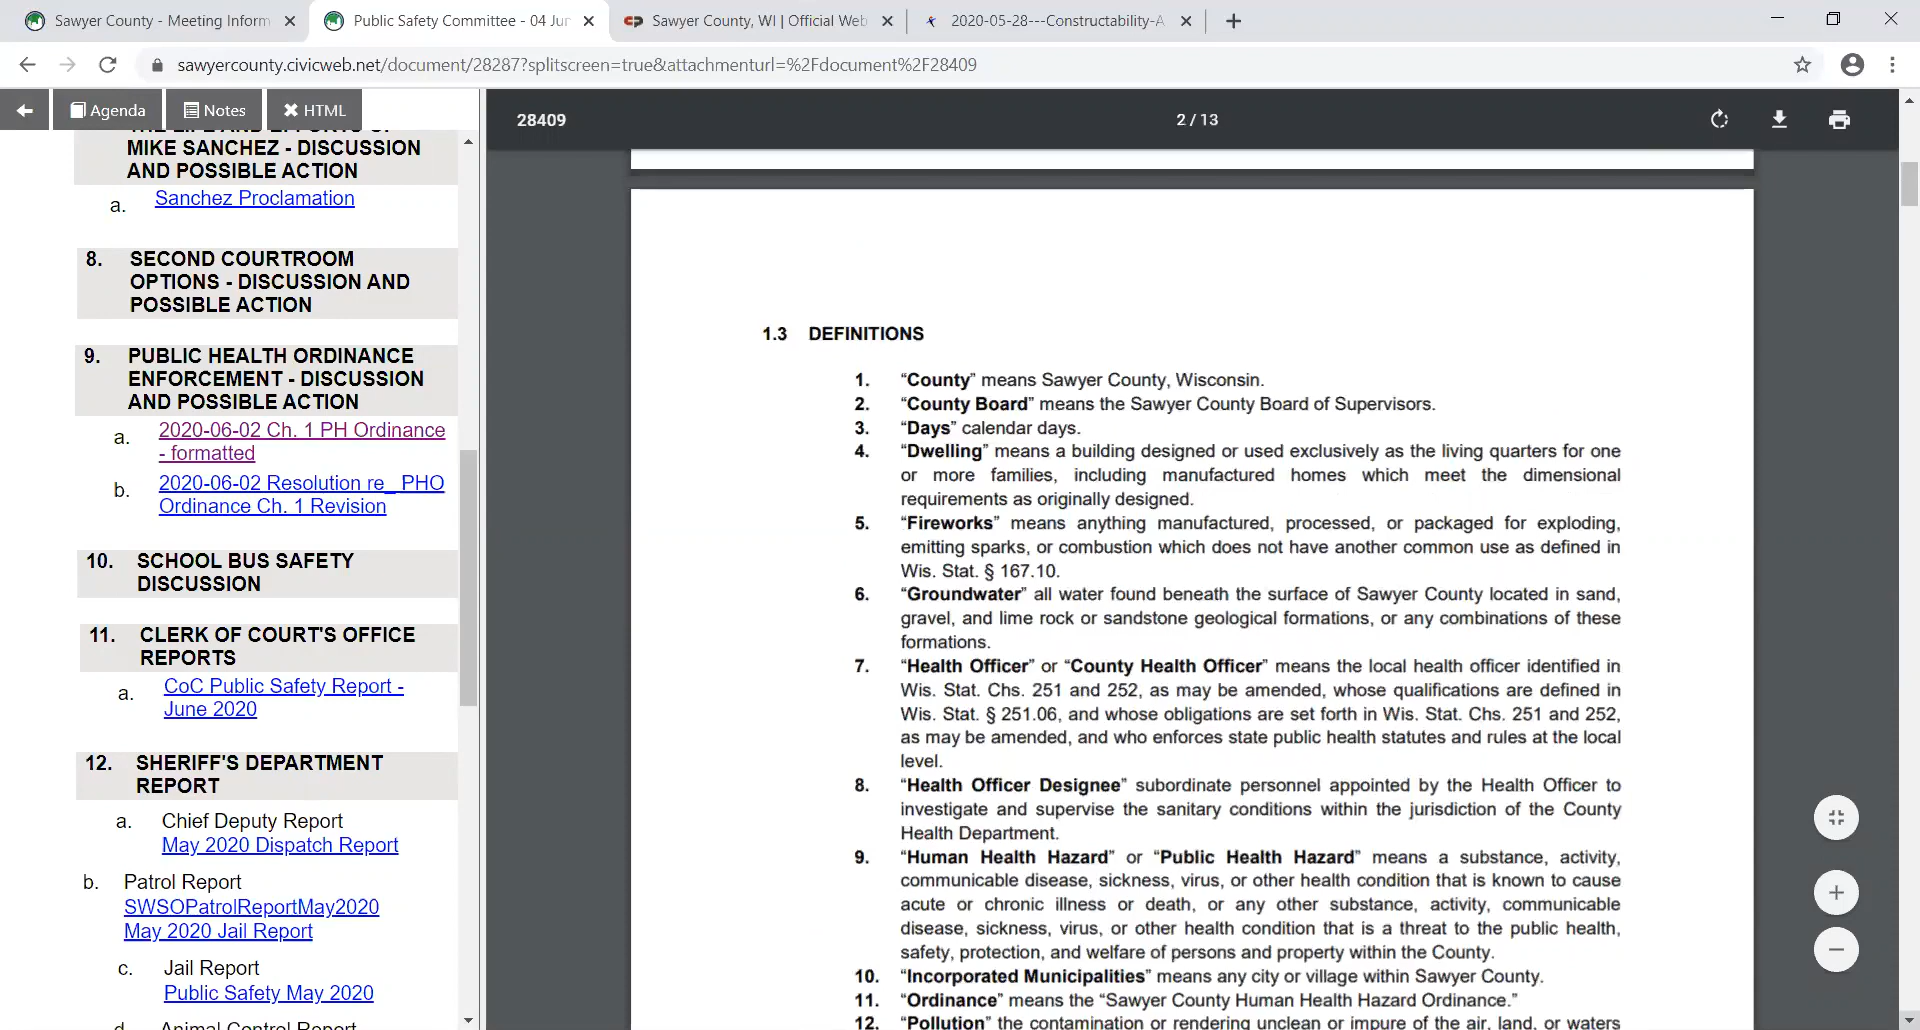 Sawyer County - Meeting Inform
Public Safety Committee - 04 Jun
Sawyer County, WI | Official Web
2020-05-28---Constructability-A
sawyercounty.civicweb.net/document/28287?splitscreen=true&attachmenturl=%2Fdocument%2F28409
Agenda
Notes
HTML
28409
2 / 13
MIKE SANCHEZ - DISCUSSION
AND POSSIBLE ACTION
a. Sanchez Proclamation
8. SECOND COURTROOM
OPTIONS - DISCUSSION AND
POSSIBLE ACTION
9. PUBLIC HEALTH ORDINANCE
ENFORCEMENT - DISCUSSION
AND POSSIBLE ACTION
a. 2020-06-02 Ch. 1 PH Ordinance
- formatted
b. 2020-06-02 Resolution re_ PHO
Ordinance Ch. 1 Revision
10. SCHOOL BUS SAFETY
DISCUSSION
11. CLERK OF COURT'S OFFICE
REPORTS
a. CoC Public Safety Report -
June 2020
12. SHERIFF'S DEPARTMENT
REPORT
a. Chief Deputy Report
May 2020 Dispatch Report
b. Patrol Report
SWSOPatrolReportMay2020
May 2020 Jail Report
c. Jail Report
Public Safety May 2020
d. Animal Control Report
1.3 DEFINITIONS
1. “County” means Sawyer County, Wisconsin.
2. “County Board” means the Sawyer County Board of Supervisors.
3. “Days” calendar days.
4. “Dwelling” means a building designed or used exclusively as the living quarters for one
or more families, including manufactured homes which meet the dimensional
requirements as originally designed.
5. “Fireworks” means anything manufactured, processed, or packaged for exploding,
emitting sparks, or combustion which does not have another common use as defined in
Wis. Stat. § 167.10.
6. “Groundwater” all water found beneath the surface of Sawyer County located in sand,
gravel, and lime rock or sandstone geological formations, or any combinations of these
formations.
7. “Health Officer” or “County Health Officer” means the local health officer identified in
Wis. Stat. Chs. 251 and 252, as may be amended, whose qualifications are defined in
Wis. Stat. § 251.06, and whose obligations are set forth in Wis. Stat. Chs. 251 and 252,
as may be amended, and who enforces state public health statutes and rules at the local
level.
8. “Health Officer Designee” subordinate personnel appointed by the Health Officer to
investigate and supervise the sanitary conditions within the jurisdiction of the County
Health Department.
9. “Human Health Hazard” or “Public Health Hazard” means a substance, activity,
communicable disease, sickness, virus, or other health condition that is known to cause
acute or chronic illness or death, or any other substance, activity, communicable
disease, sickness, virus, or other health condition that is a threat to the public health,
safety, protection, and welfare of persons and property within the County.
10. “Incorporated Municipalities” means any city or village within Sawyer County.
11. “Ordinance” means the “Sawyer County Human Health Hazard Ordinance.”
12. “Pollution” the contamination or rendering unclean or impure of the air, land, or waters